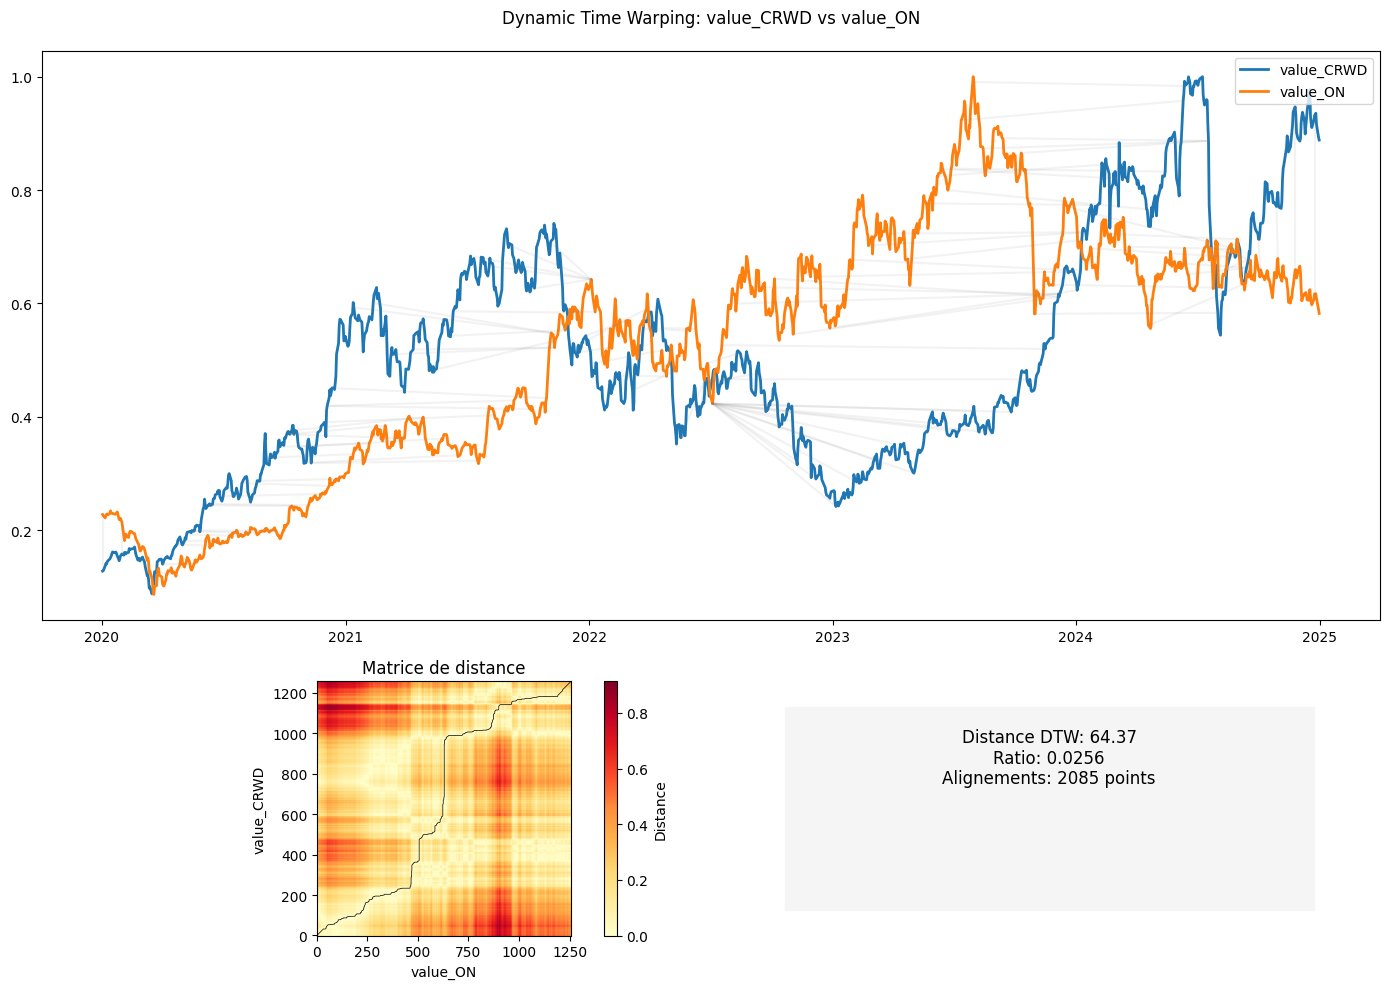 Dynamic Time Warping: value_CRWD vs value_ON
1.0
0.8
0.6
0.4
0.2
value_CRWD
value_ON
2020 2021 2022 2023 2024 2025
Matrice de distance
value_CRWD
1200
1000
800
600
400
200
0
0 250 500 750 1000 1250
value_ON
0.8
0.6
0.4
0.2
0.0
Distance
Distance DTW: 64.37
Ratio: 0.0256
Alignements: 2085 points